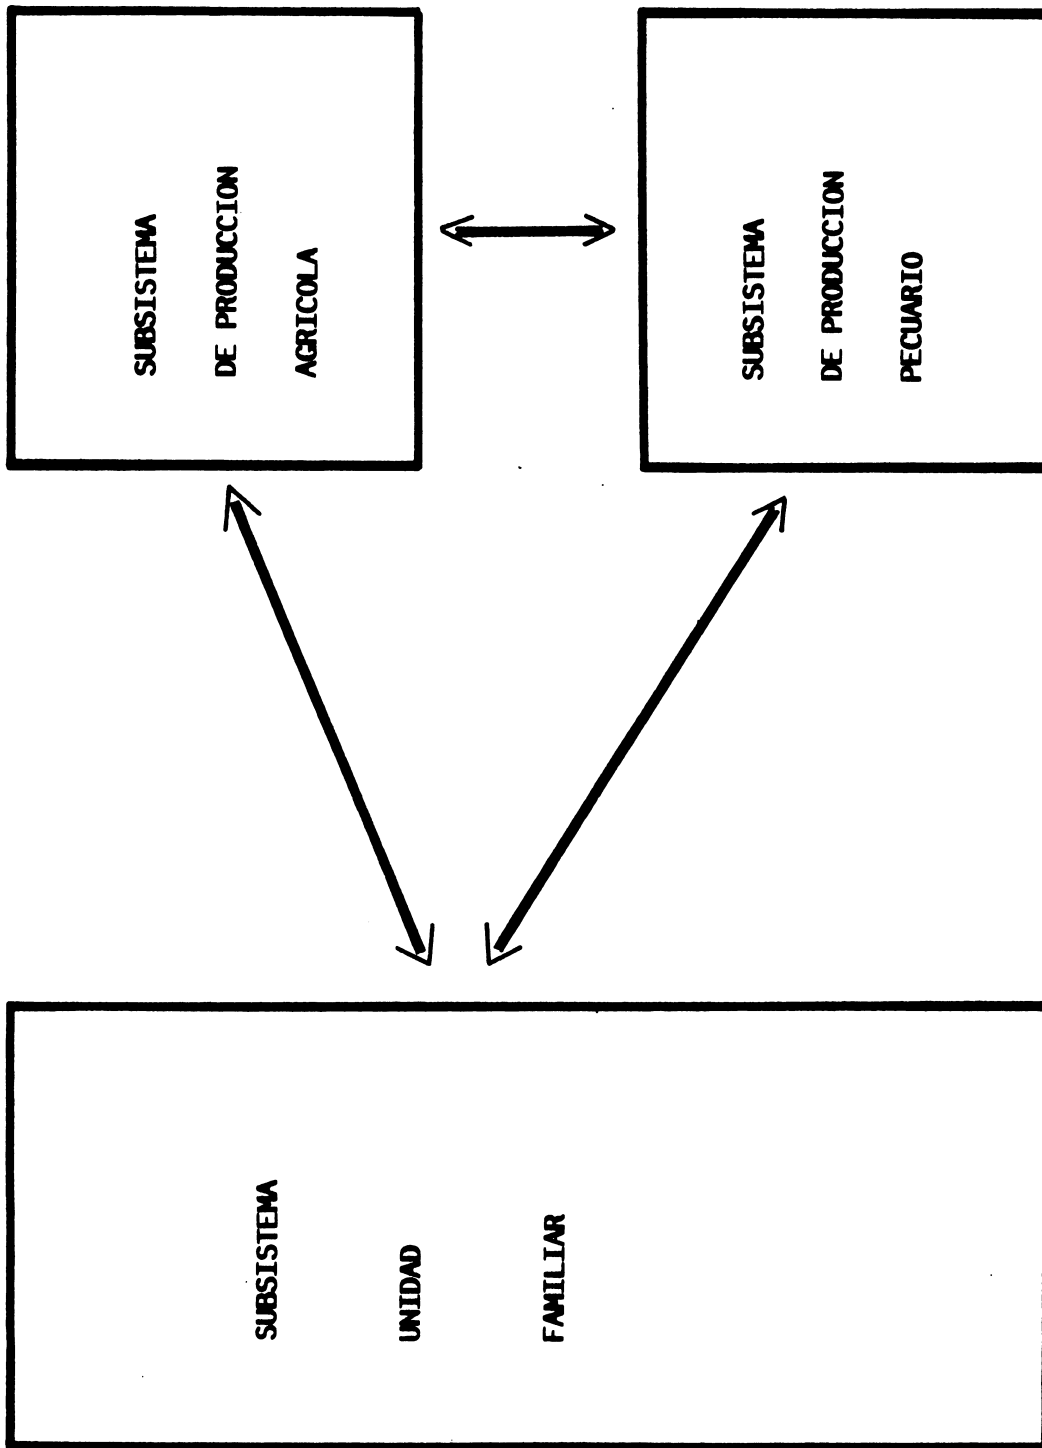 SUBSISTEMA
DE PRODUCCION
AGRICOLA
SUBSISTEMA
DE PRODUCCION
PECUARIO
SUBSISTEMA
UNIDAD
FAMILIAR